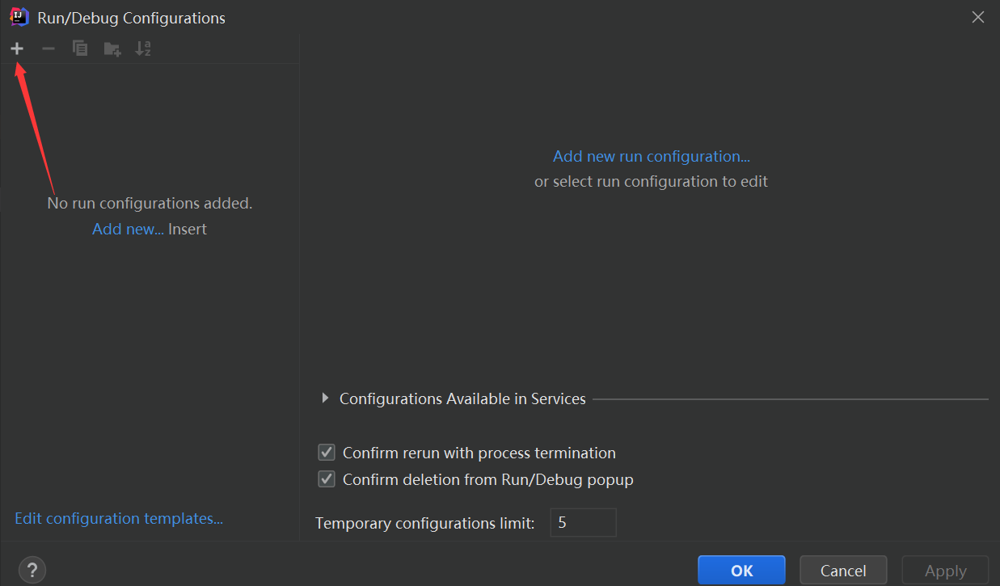 Run/Debug Configurations
Add new run configuration...
or select run configuration to edit
No run configurations added.
Add new... Insert
Configurations Available in Services
Confirm rerun with process termination
Confirm deletion from Run/Debug popup
Edit configuration templates...
Temporary configurations limit: 5
? OK Cancel Apply